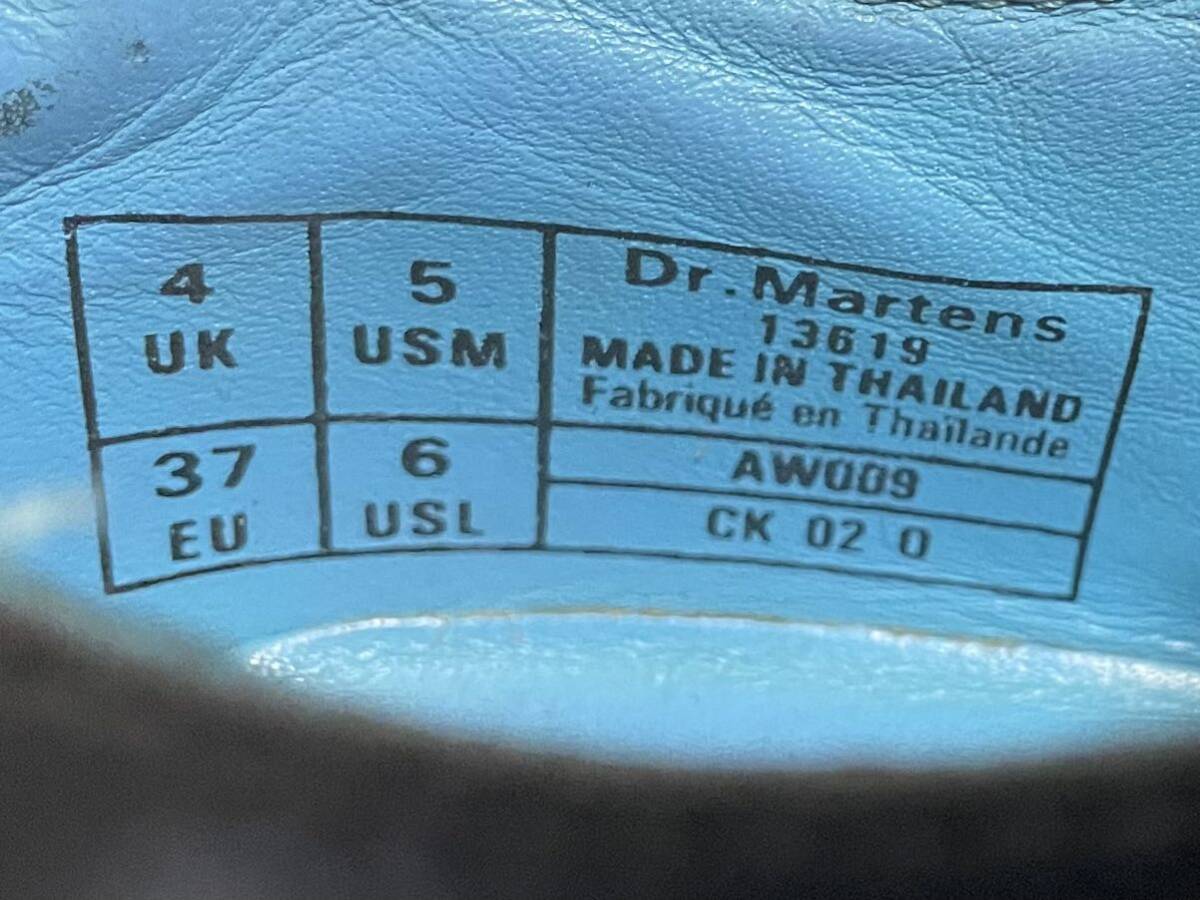 4
UK
5
USM
37
EU
6
USL
Dr.Martens
13619
MADE IN THAILAND
Fabriqué en Thaïlande
AW009
CK 02 0